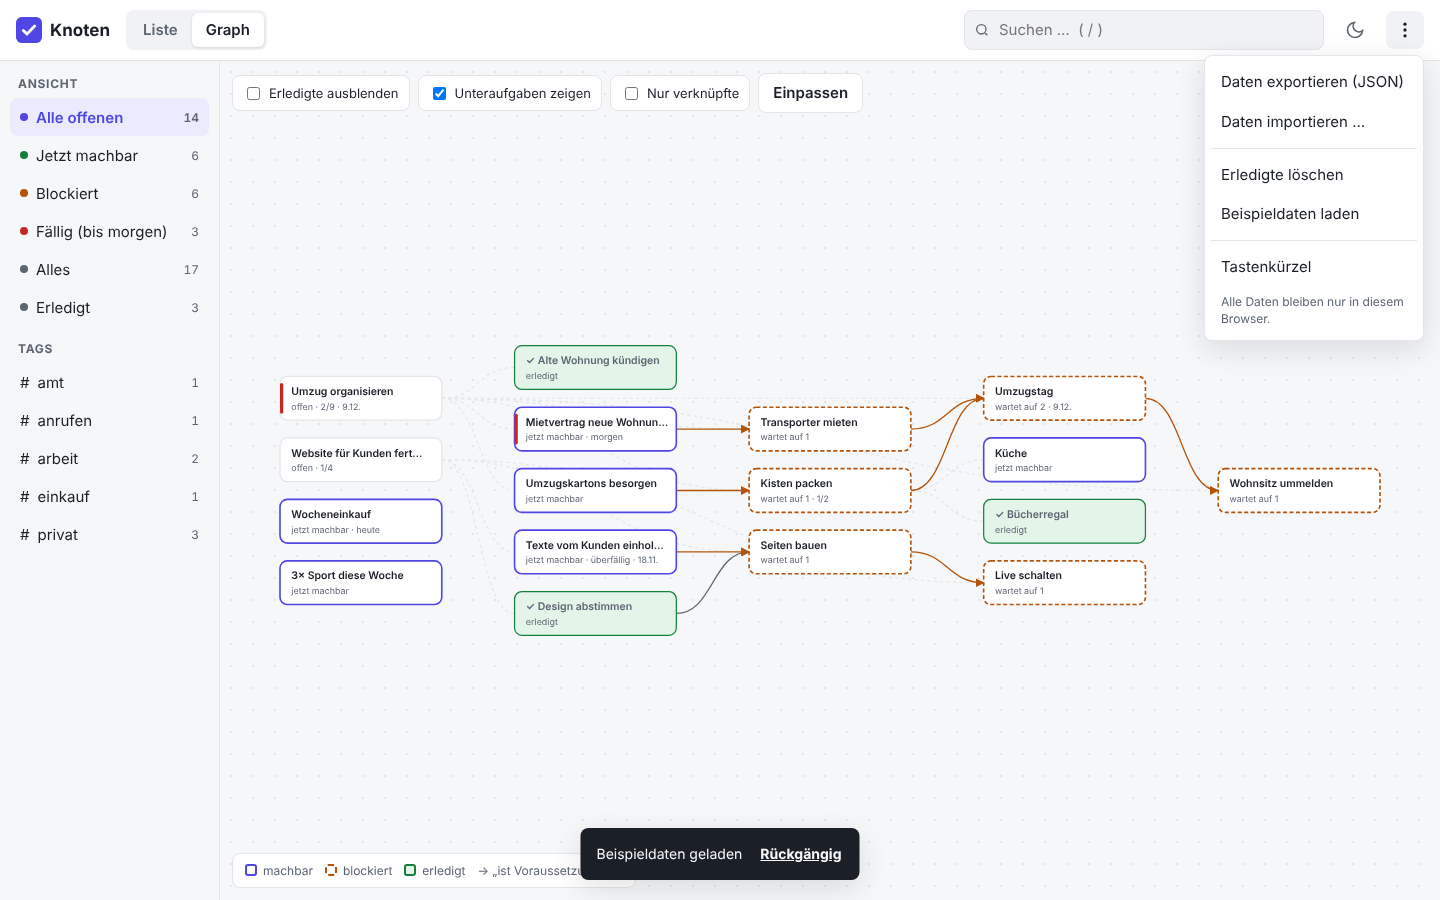 Knoten
Liste
Graph
Suchen ... ( / )
ANSICHT
Alle offenen 14
Jetzt machbar 6
Blockiert 6
Fällig (bis morgen) 3
Alles 17
Erledigt 3
TAGS
# amt 1
# anrufen 1
# arbeit 2
# einkauf 1
# privat 3
Erledigte ausblenden
Unteraufgaben zeigen
Nur verknüpfte
Einpassen
Daten exportieren (JSON)
Daten importieren ...
Erledigte löschen
Beispieldaten laden
Tastenkürzel
Alle Daten bleiben nur in diesem
Browser.
Umzug organisieren
offen · 2/9 · 9.12.
Website für Kunden fert...
offen · 1/4
Wocheneinkauf
jetzt machbar · heute
3× Sport diese Woche
jetzt machbar
✓ Alte Wohnung kündigen
erledigt
Mietvertrag neue Wohnun...
jetzt machbar · morgen
Umzugskartons besorgen
jetzt machbar
Texte vom Kunden einhol...
jetzt machbar · überfällig · 18.11.
✓ Design abstimmen
erledigt
Transporter mieten
wartet auf 1
Kisten packen
wartet auf 1 · 1/2
Seiten bauen
wartet auf 1
Umzugstag
wartet auf 2 · 9.12.
Küche
jetzt machbar
✓ Bücherregal
erledigt
Live schalten
wartet auf 1
Wohnsitz ummelden
wartet auf 1
machbar
blockiert
erledigt
→ „ist Voraussetzu
Beispieldaten geladen
Rückgängig